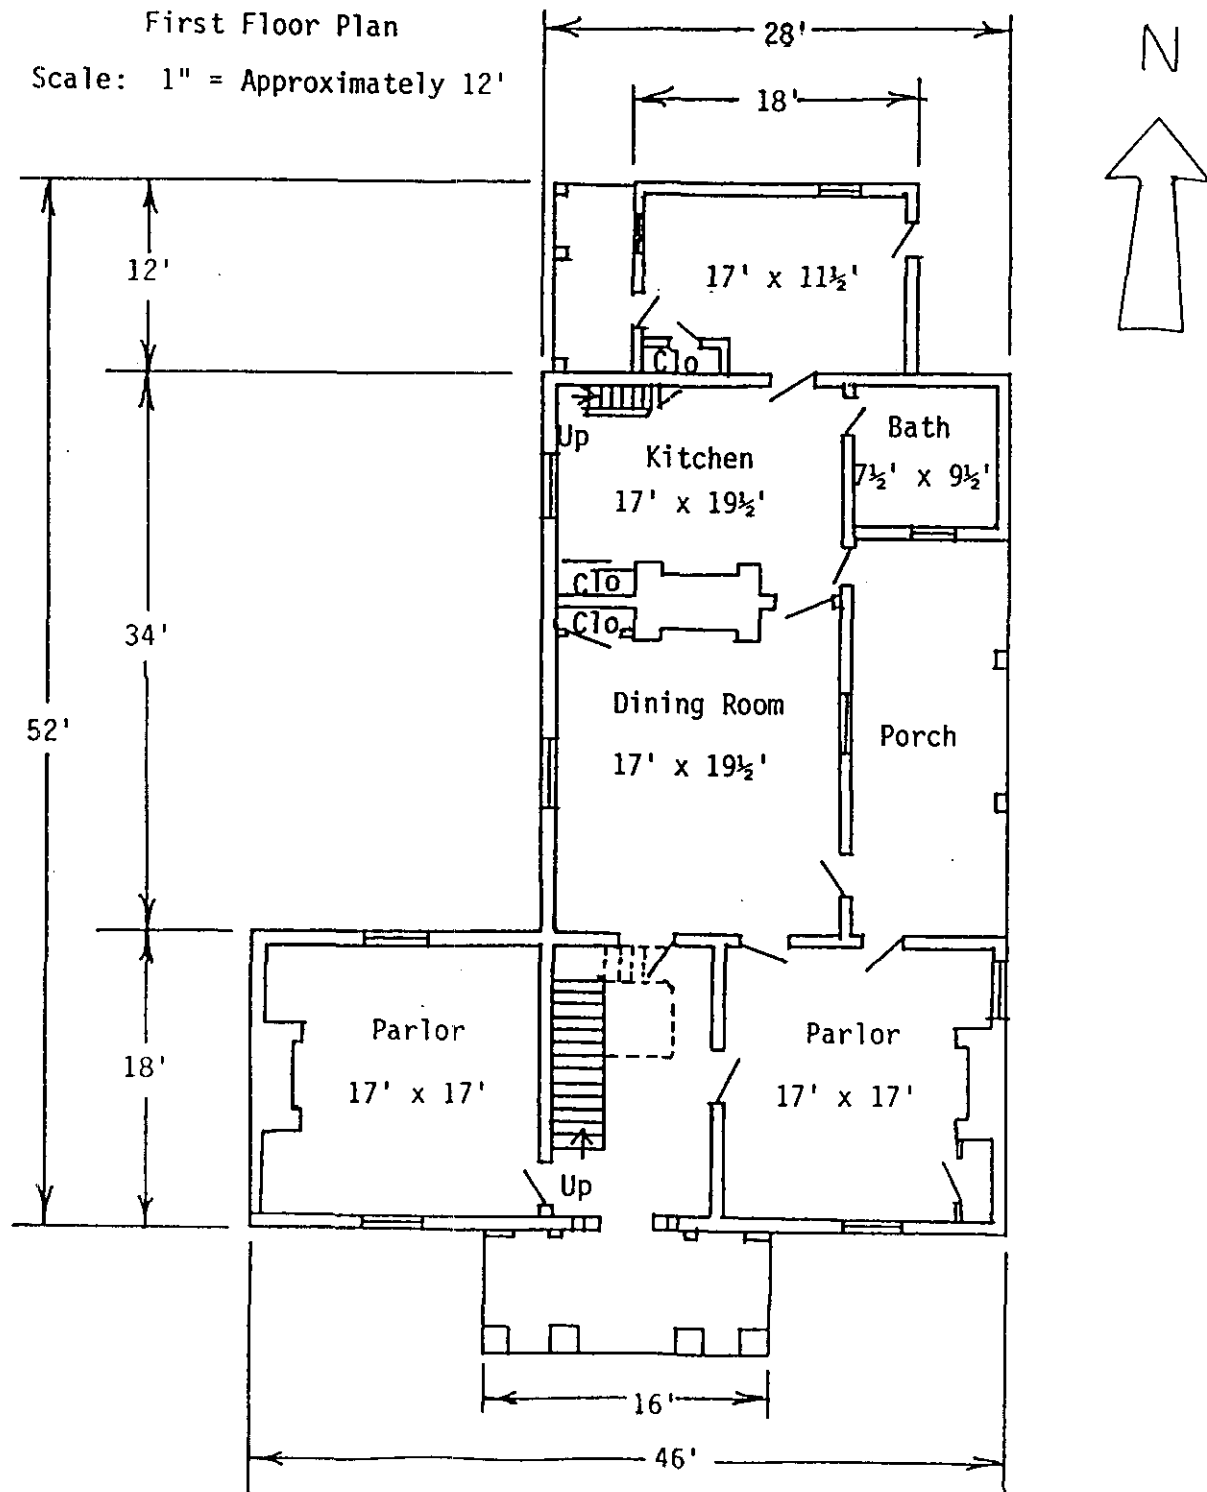 First Floor Plan
Scale: 1" = Approximately 12'
28'
N
18'
12'
17' x 11½'
Clo
Up
Kitchen
17' x 19½'
Bath
7½' x 9½'
Clo
Clo
34'
52'
Dining Room
17' x 19½'
Porch
18'
Parlor
17' x 17'
Up
Parlor
17' x 17'
16'
46'